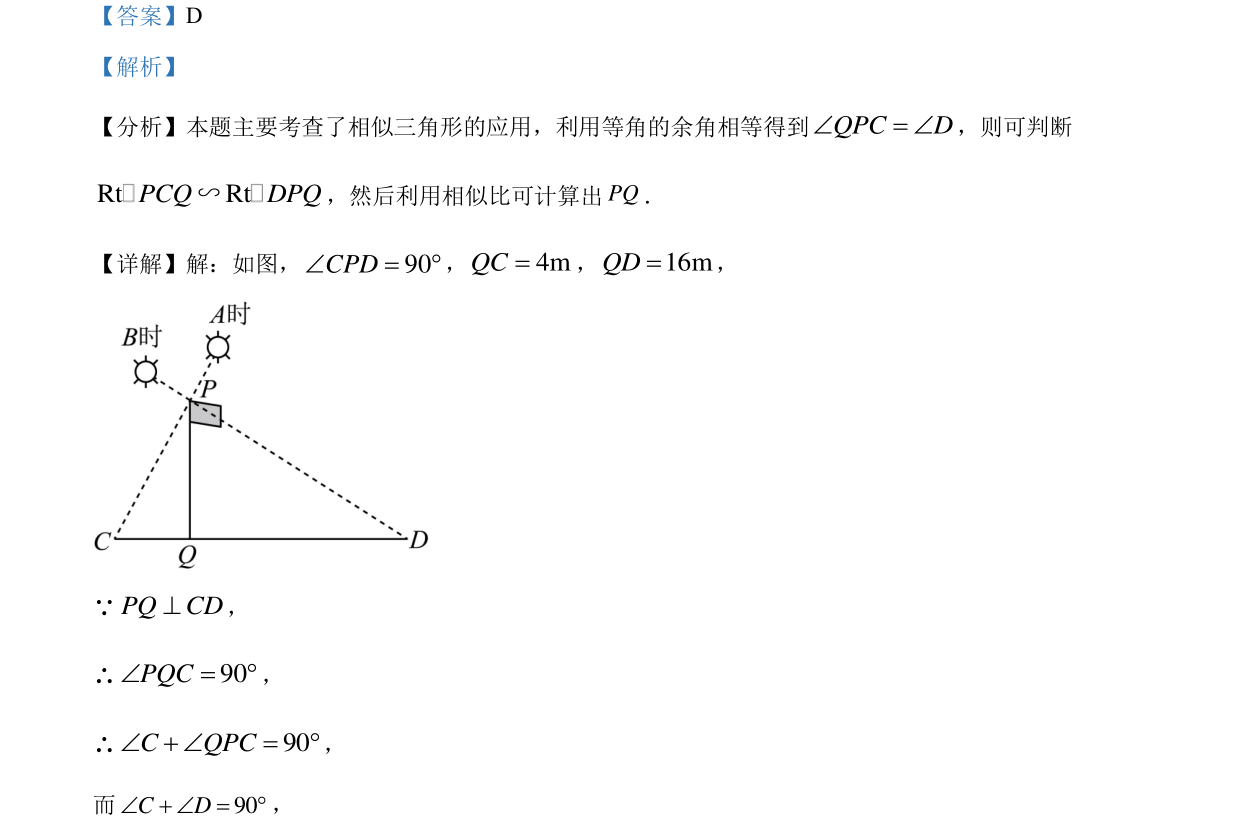 【答案】D
【解析】
【分析】本题主要考查了相似三角形的应用，利用等角的余角相等得到∠QPC = ∠D，则可判断
Rt□PCQ∽Rt□DPQ，然后利用相似比可计算出PQ．
【详解】解：如图，∠CPD = 90°，QC = 4m，QD = 16m，
A时
B时
P
C
D
Q
∵ PQ ⊥ CD，
∴ ∠PQC = 90°，
∴ ∠C + ∠QPC = 90°，
而 ∠C + ∠D = 90°，